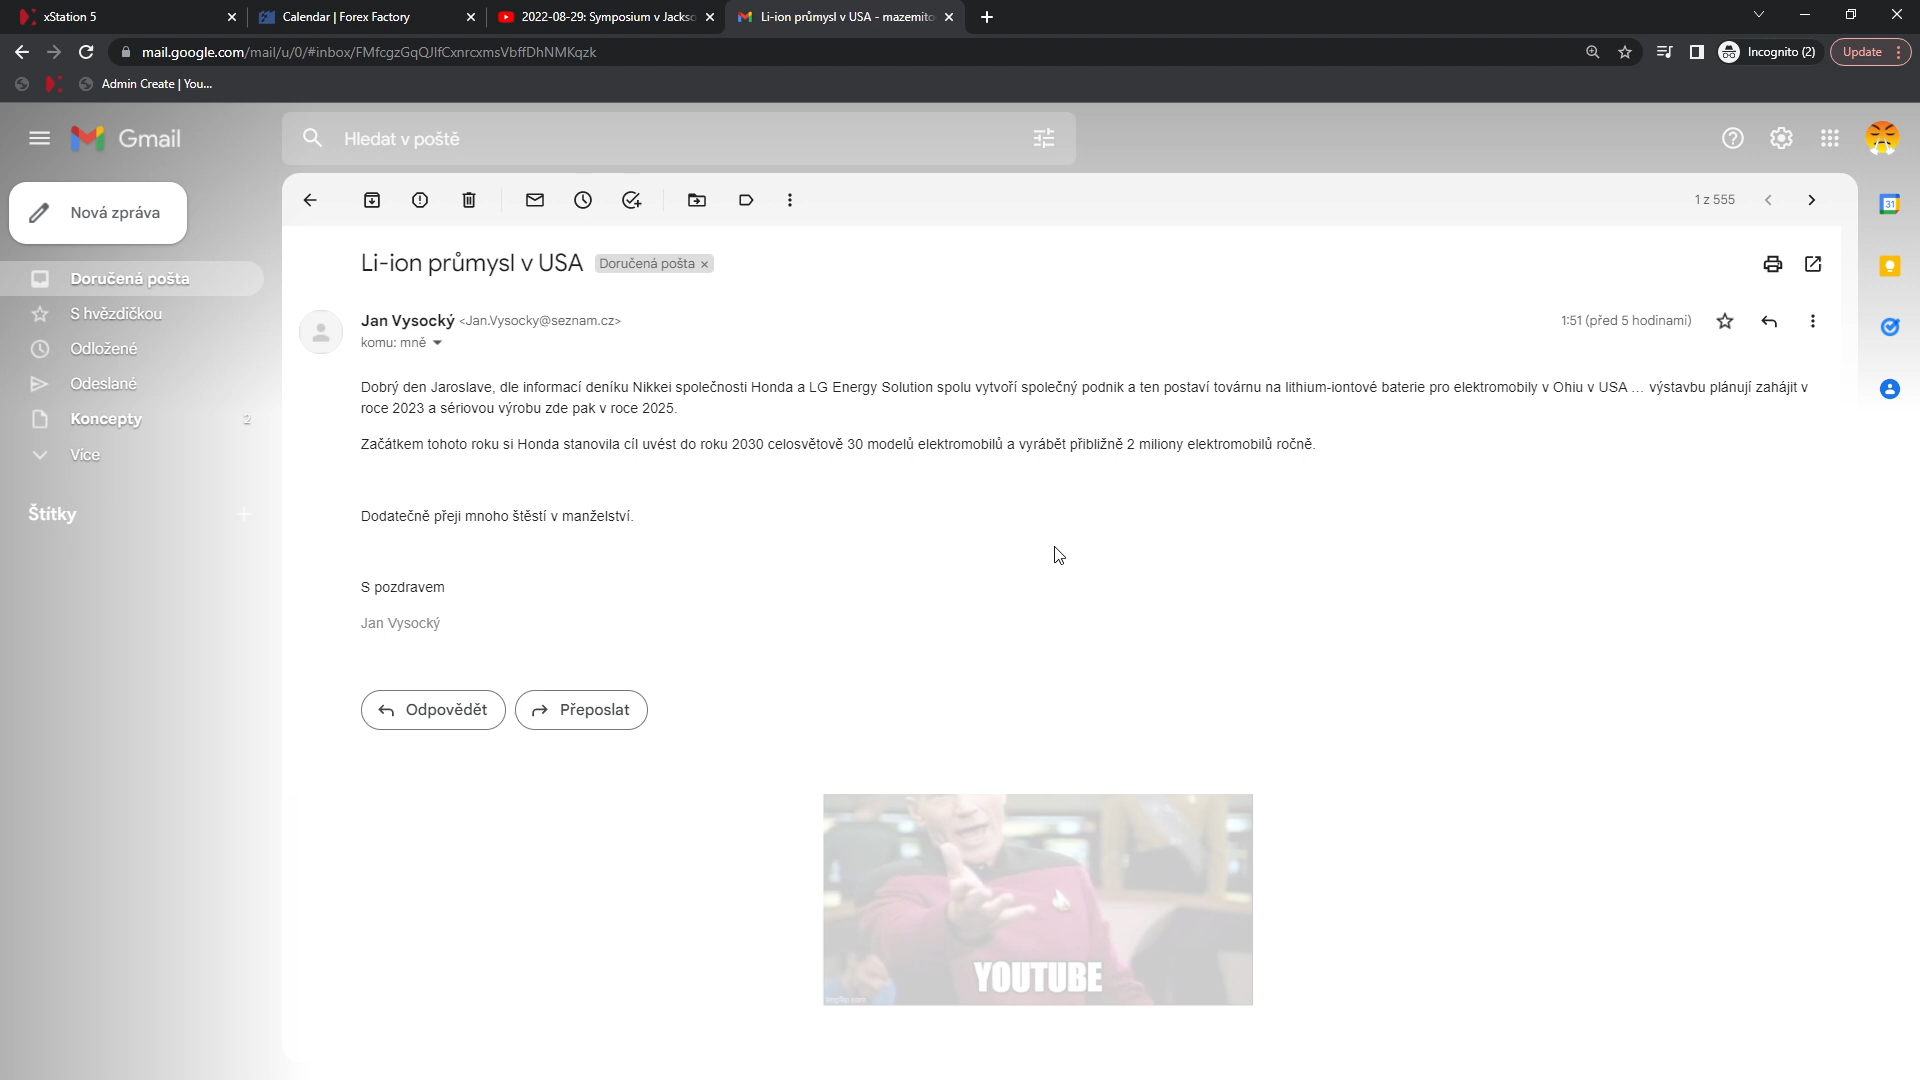 xStation 5
Calendar | Forex Factory
2022-08-29: Symposium v Jackso
Li-ion průmysl v USA - mazemito
mail.google.com/mail/u/0/#inbox/FMfcgzGqQJlfCxnrcxmsVbffDhNMKqzk
Incognito (2)
Update
Admin Create | You...
Gmail
Hledat v poště
Nová zpráva
1 z 555
31
Li-ion průmysl v USA
Doručená pošta ×
Doručená pošta
S hvězdičkou
Odložené
Odeslané
Koncepty 2
Více
Štítky
Jan Vysocký <Jan.Vysocky@seznam.cz>
1:51 (před 5 hodinami)
komu: mně
Dobrý den Jaroslave, dle informací deníku Nikkei společnosti Honda a LG Energy Solution spolu vytvoří společný podnik a ten postaví továrnu na lithium-iontové baterie pro elektromobily v Ohiu v USA ... výstavbu plánují zahájit v
roce 2023 a sériovou výrobu zde pak v roce 2025.
Začátkem tohoto roku si Honda stanovila cíl uvést do roku 2030 celosvětově 30 modelů elektromobilů a vyrábět přibližně 2 miliony elektromobilů ročně.
Dodatečně přeji mnoho štěstí v manželství.
S pozdravem
Jan Vysocký
Odpovědět
Přeposlat
YOUTUBE
imgflip.com